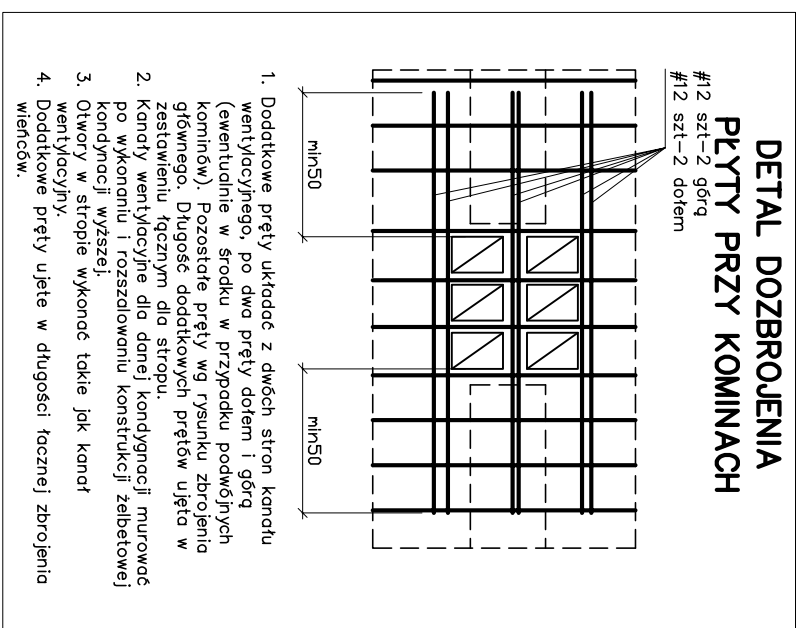 DETAL DOZBROJENIA
PŁYTY PRZY KOMINACH
#12 szt-2 górą
#12 szt-2 dołem
min50
min50
1. Dodatkowe pręty układać z dwóch stron kanału
wentylacyjnego, po dwa pręty dołem i górą
(ewentualnie w środku w przypadku podwójnych
kominów). Pozostałe pręty wg rysunku zbrojenia
głównego. Długość dodatkowych prętów ujęta w
zestawieniu łącznym dla stropu.
2. Kanały wentylacyjne dla danej kondygnacji murować
po wykonaniu i rozszalowaniu konstrukcji żelbetowej
kondynacji wyższej.
3. Otwory w stropie wykonać takie jak kanał
wentylacyjny.
4. Dodatkowe pręty ujete w długości łacznej zbrojenia
wieńców.